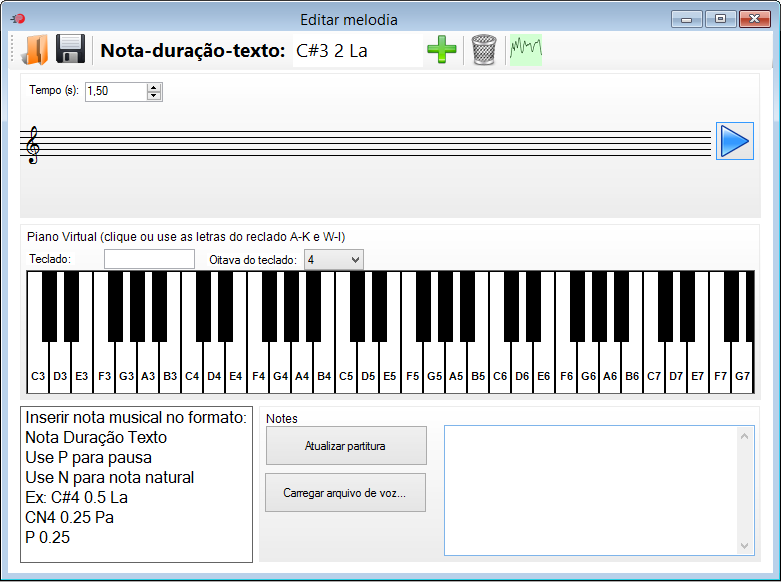 Editar melodia
Nota-duração-texto: C#3 2 La
Tempo (s): 1,50
Piano Virtual (clique ou use as letras do reclado A-K e W-I)
Teclado: Oitava do teclado: 4
C3 D3 E3 F3 G3 A3 B3 C4 D4 E4 F4 G4 A4 B4 C5 D5 E5 F5 G5 A5 B5 C6 D6 E6 F6 G6 A6 B6 C7 D7 E7 F7 G7
Inserir nota musical no formato:
Nota Duração Texto
Use P para pausa
Use N para nota natural
Ex: C#4 0.5 La
CN4 0.25 Pa
P 0.25
Notes
Atualizar partitura
Carregar arquivo de voz...